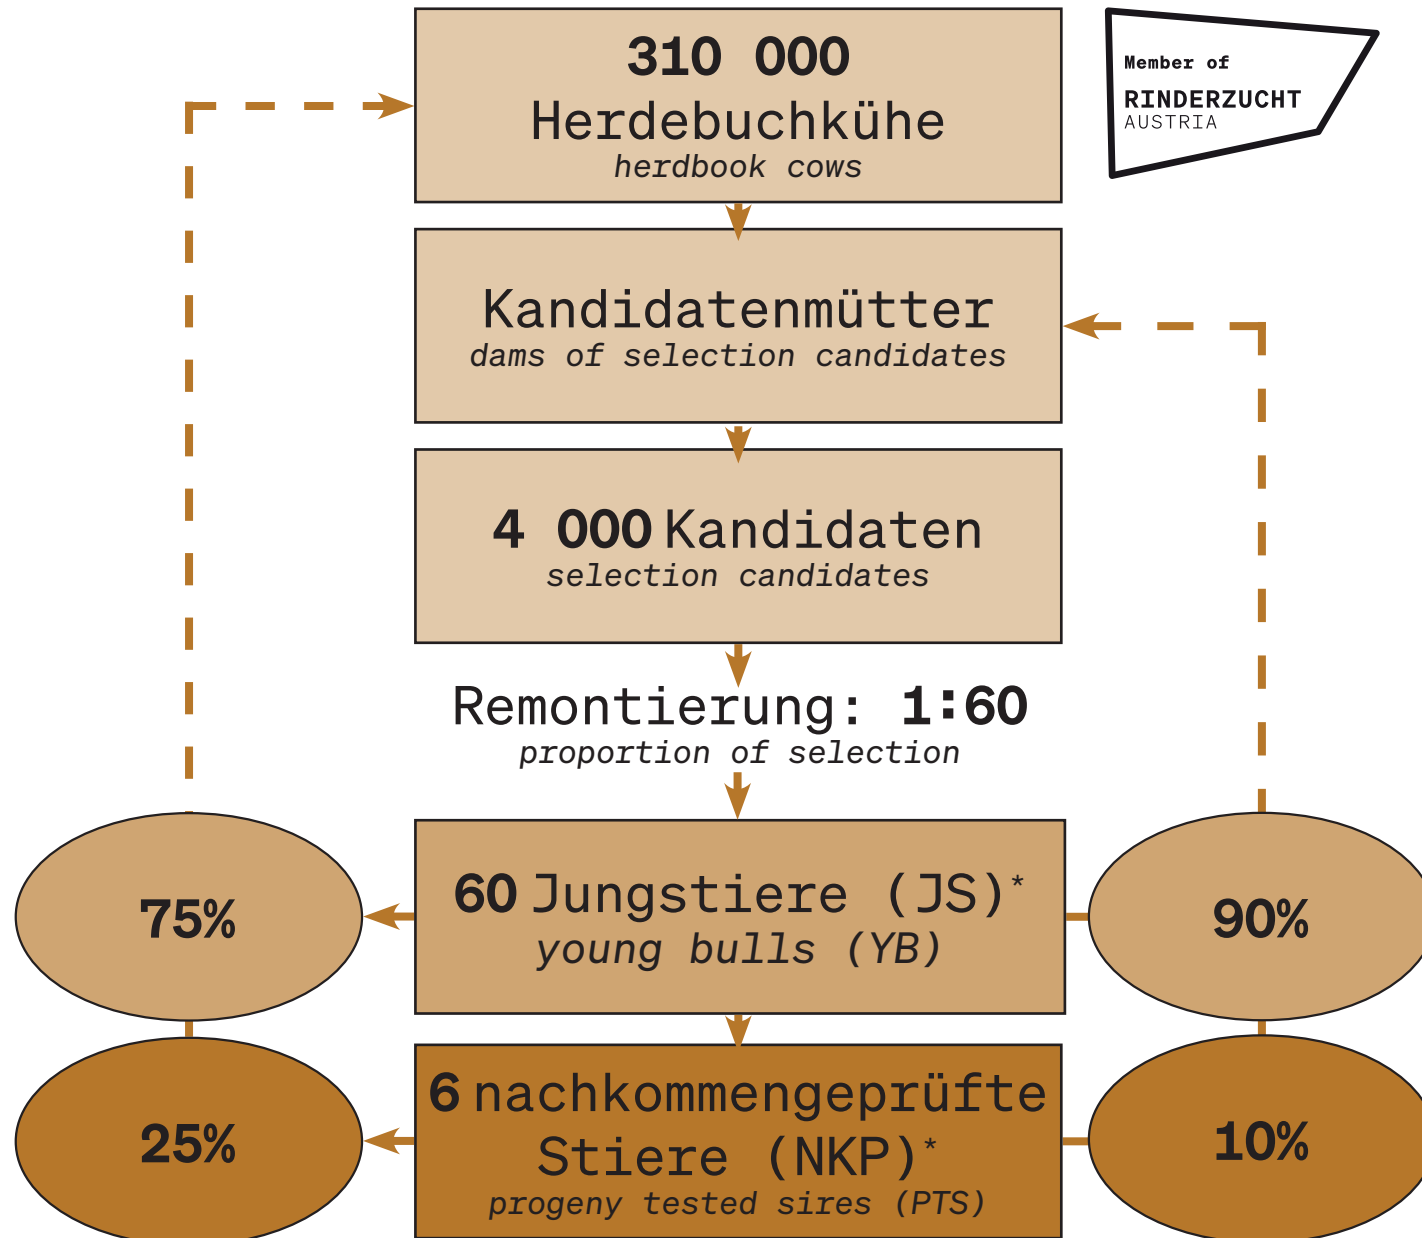 310 000
Herdebuchkühe
herdbook cows
Member of
RINDERZUCHT
AUSTRIA
Kandidatenmütter
dams of selection candidates
4 000 Kandidaten
selection candidates
Remontierung: 1:60
proportion of selection
75%
60 Jungstiere (JS)*
young bulls (YB)
90%
25%
6 nachkommengeprüfte
Stiere (NKP)*
progeny tested sires (PTS)
10%